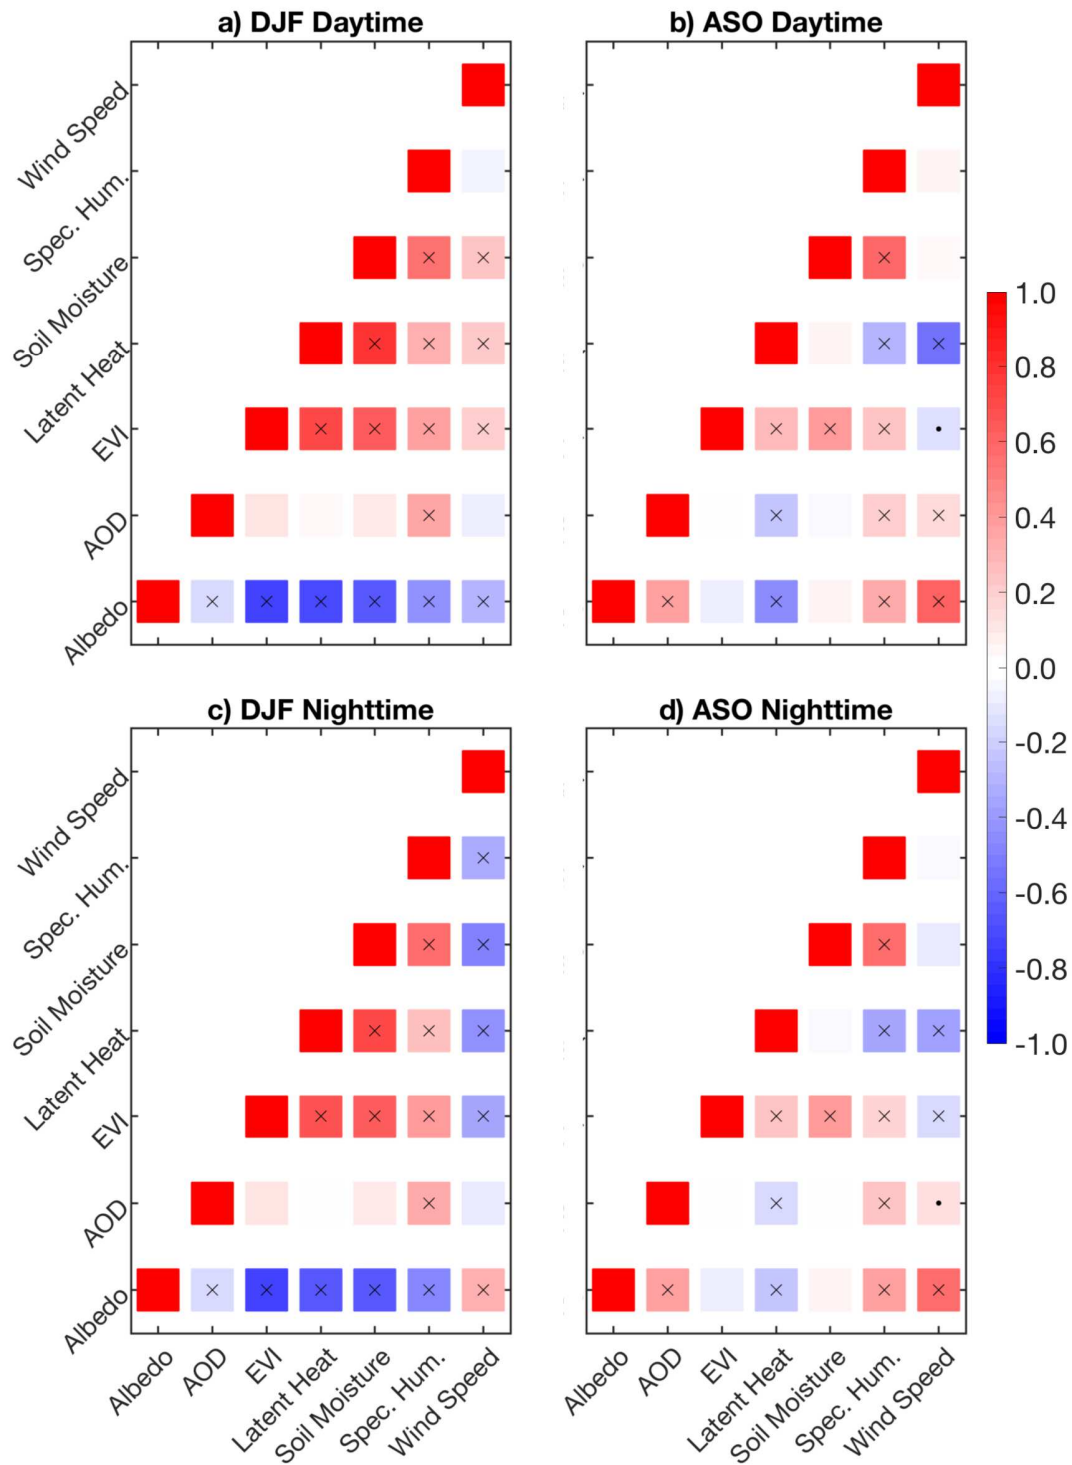 a) DJF Daytime
b) ASO Daytime
Wind Speed
Spec. Hum.
Soil Moisture
Latent Heat
EVI
AOD
Albedo
1.0
0.8
0.6
0.4
0.2
0.0
-0.2
-0.4
-0.6
-0.8
-1.0
c) DJF Nighttime
d) ASO Nighttime
Wind Speed
Spec. Hum.
Soil Moisture
Latent Heat
EVI
AOD
Albedo
Albedo
AOD
EVI
Latent Heat
Soil Moisture
Spec. Hum.
Wind Speed
Albedo
AOD
EVI
Latent Heat
Soil Moisture
Spec. Hum.
Wind Speed